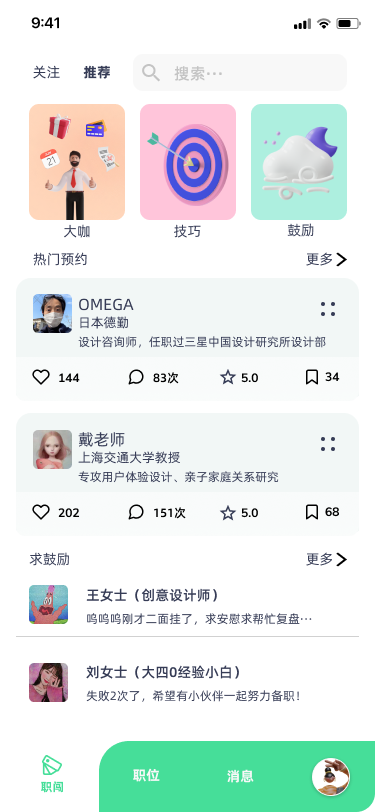 9:41
关注 推荐 搜索···
大咖 技巧 鼓励
热门预约 更多
OMEGA
日本德勤
设计咨询师，任职过三星中国设计研究所设计部
144 83次 5.0 34
戴老师
上海交通大学教授
专攻用户体验设计、亲子家庭关系研究
202 151次 5.0 68
求鼓励 更多
王女士（创意设计师）
呜呜呜刚才二面挂了，求安慰求帮忙复盘···
刘女士（大四0经验小白）
失败2次了，希望有小伙伴一起努力备职！
职闯 职位 消息